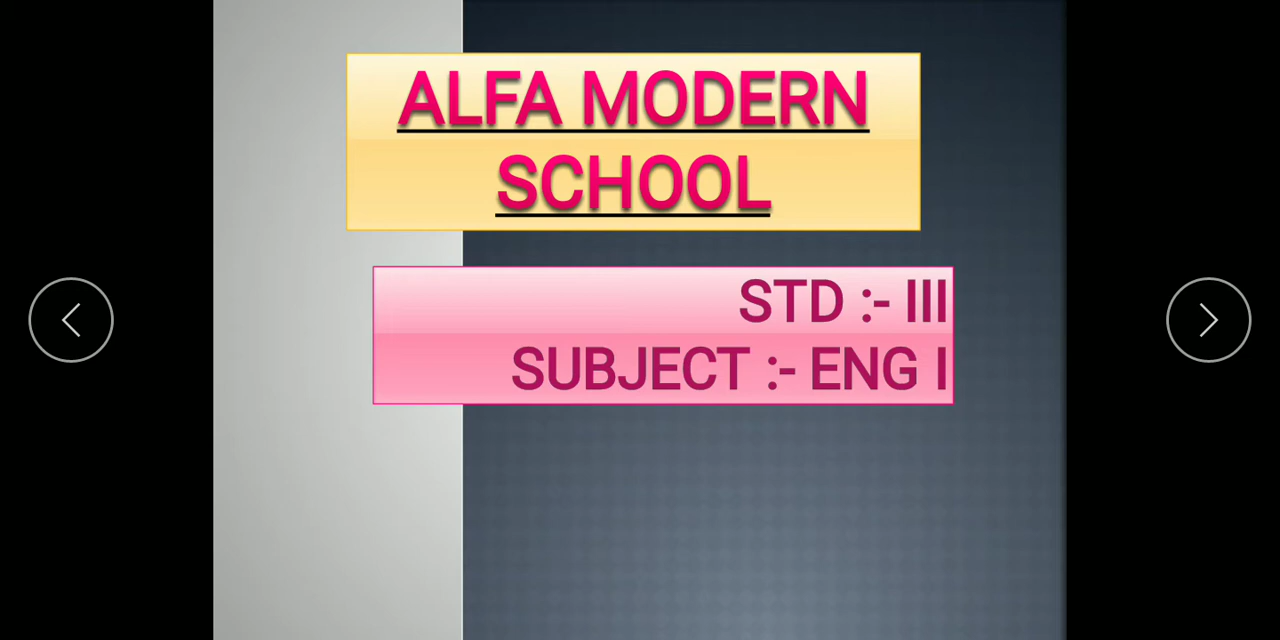 ALFA MODERN
SCHOOL
STD :- III
SUBJECT :- ENG I